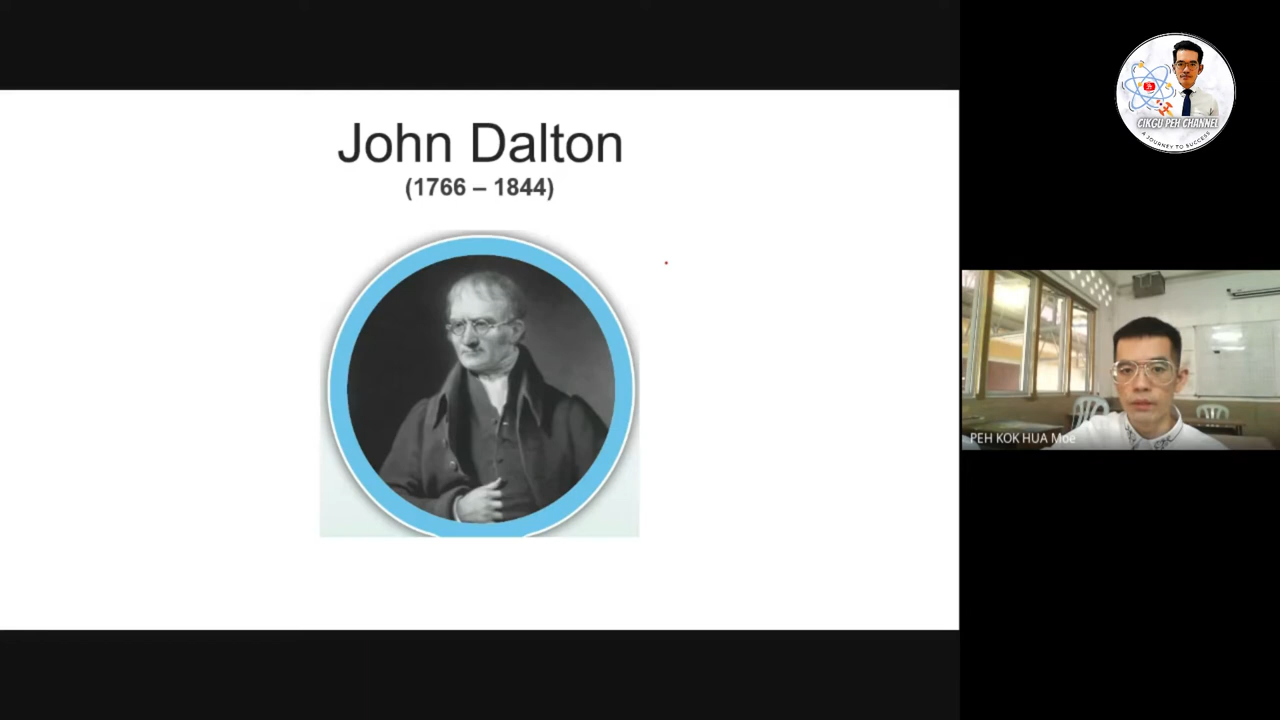 John Dalton
(1766 – 1844)
CIKGU PEH CHANNEL
A JOURNEY TO SUCCESS
PEH KOK HUA Moe